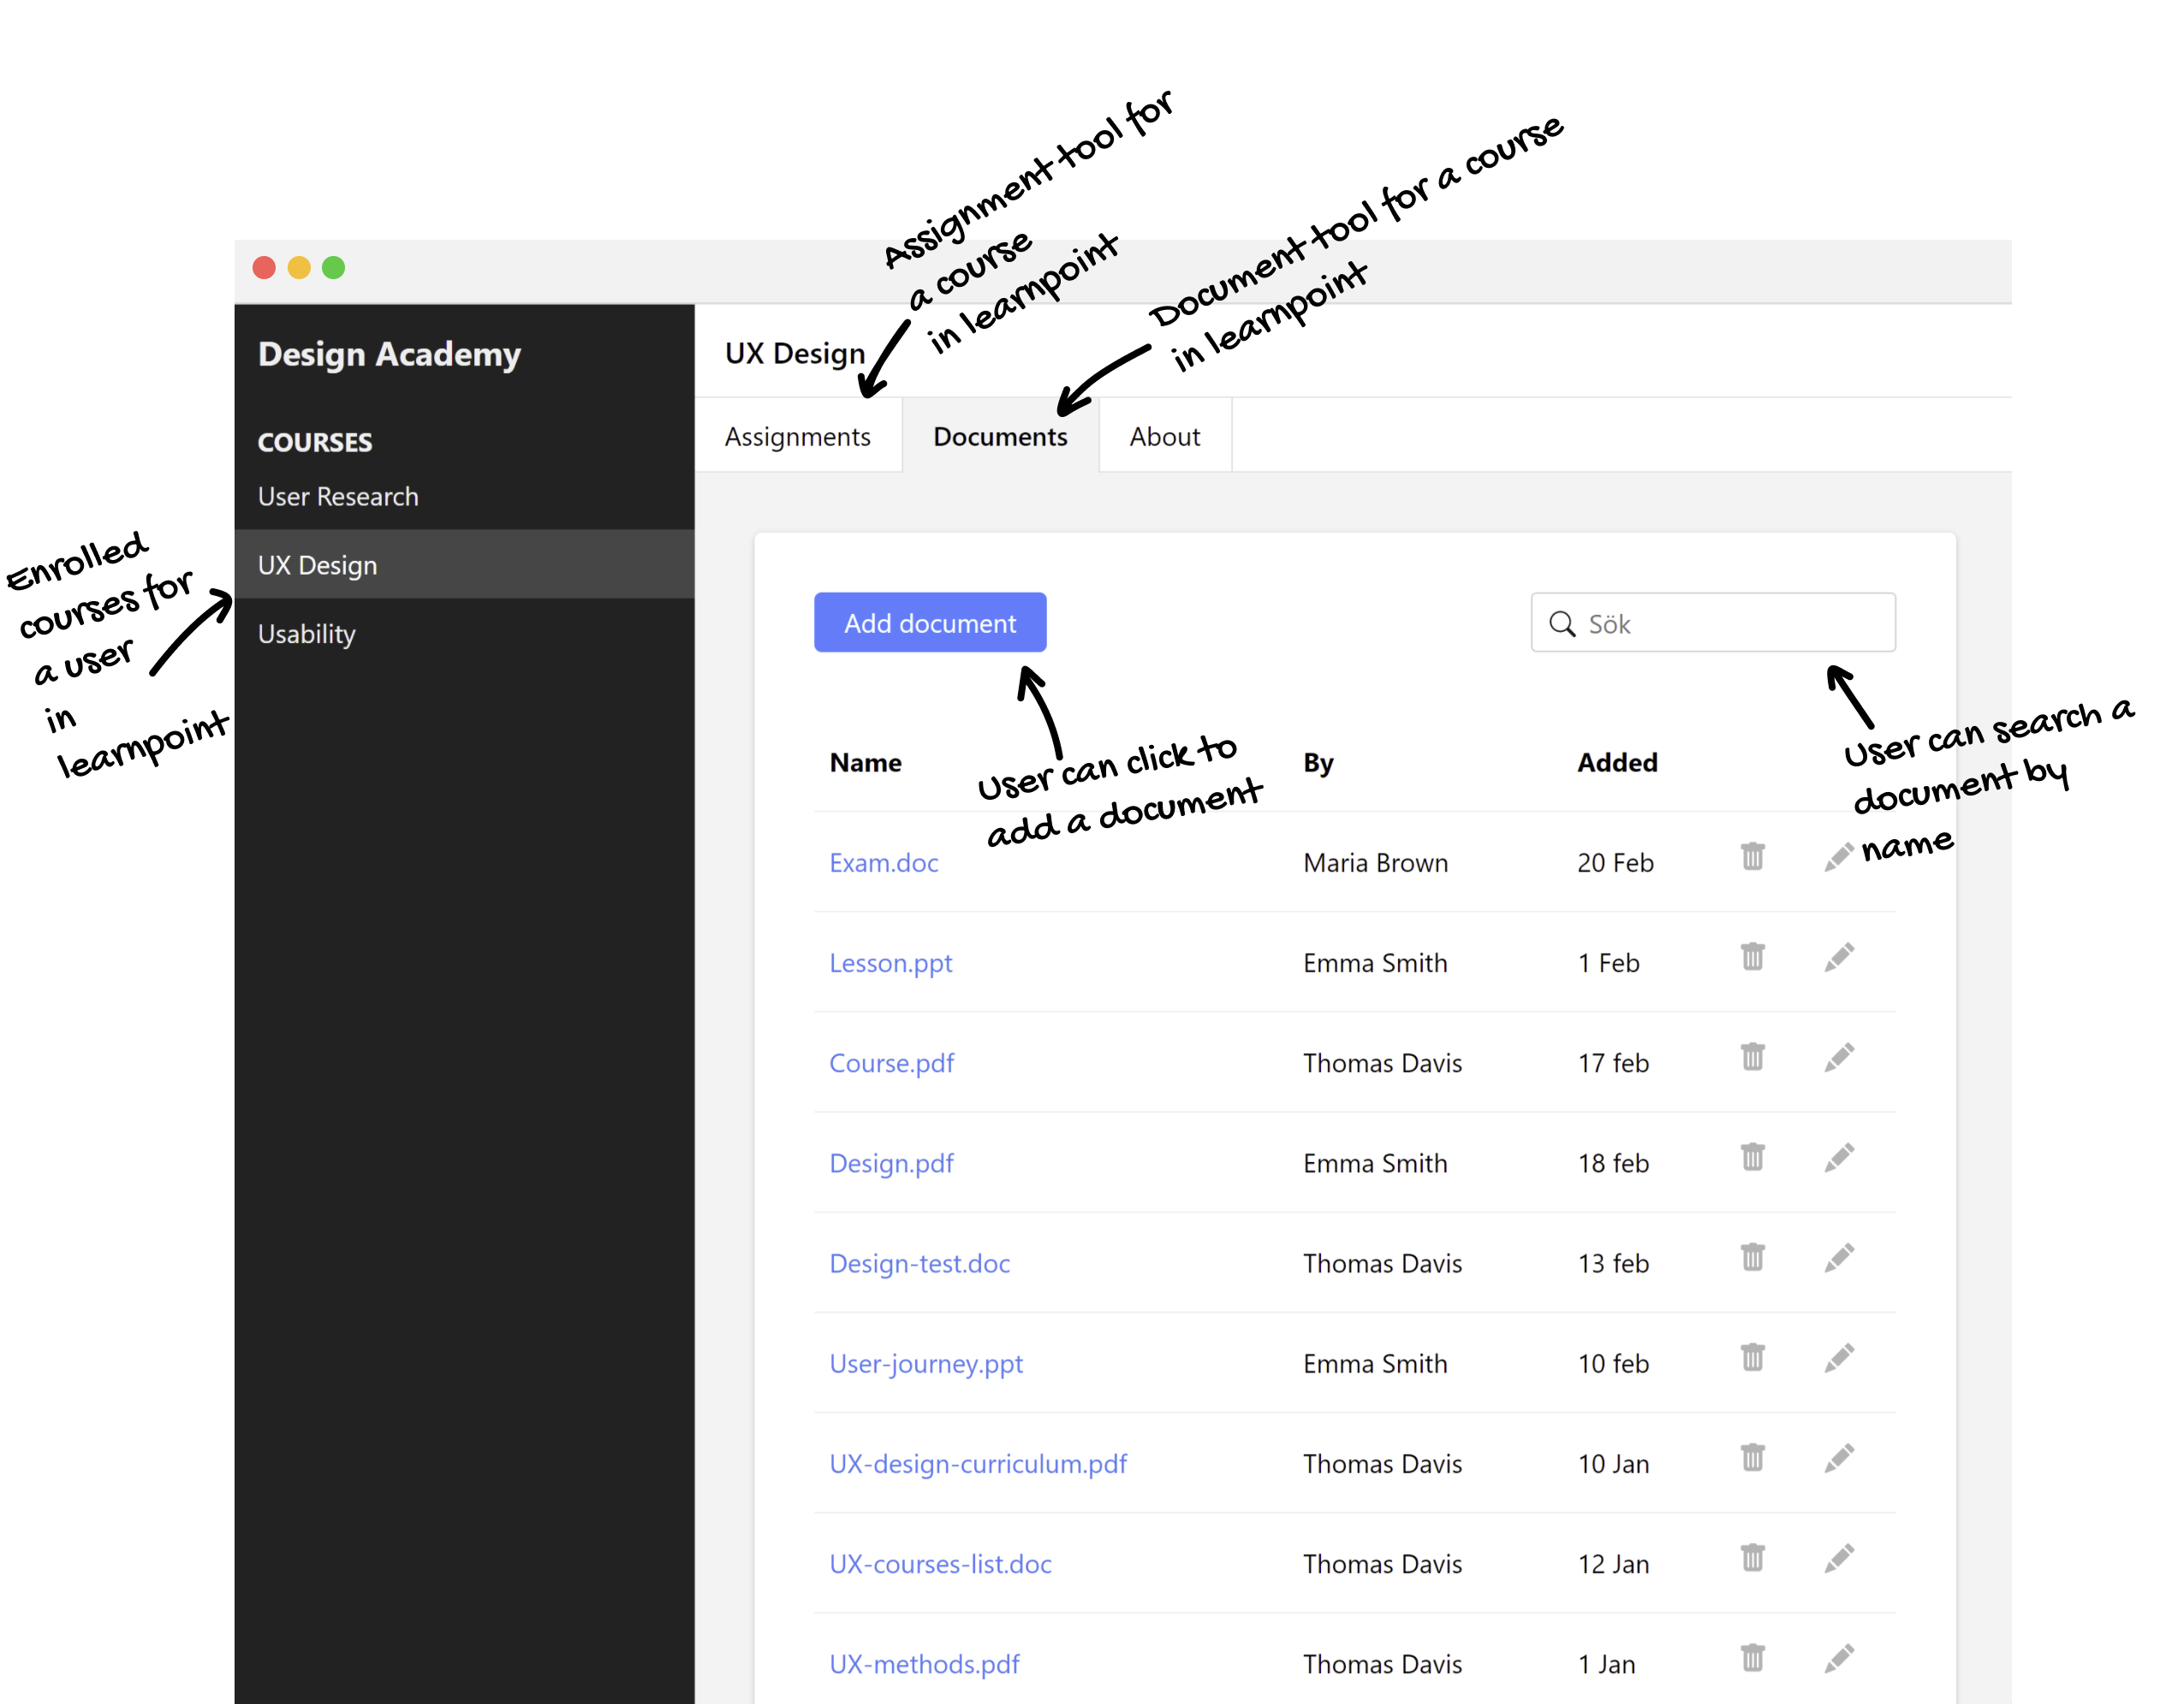 Assignment tool for
a course
in learnpoint
Document tool for a course
in learnpoint
Design Academy
COURSES
User Research
UX Design
Usability
Enrolled
courses for
a user
in
learnpoint
UX Design
Assignments
Documents
About
Add document
Sök
User can click to
add a document
User can search a
document by
name
Name By Added
Exam.doc Maria Brown 20 Feb
Lesson.ppt Emma Smith 1 Feb
Course.pdf Thomas Davis 17 feb
Design.pdf Emma Smith 18 feb
Design-test.doc Thomas Davis 13 feb
User-journey.ppt Emma Smith 10 feb
UX-design-curriculum.pdf Thomas Davis 10 Jan
UX-courses-list.doc Thomas Davis 12 Jan
UX-methods.pdf Thomas Davis 1 Jan